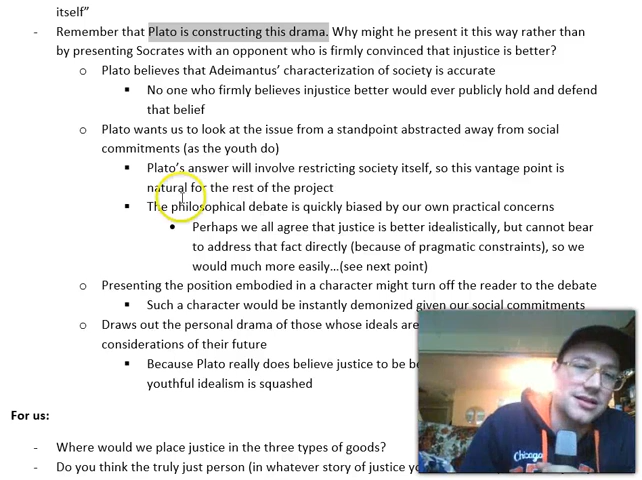 itself”
- Remember that Plato is constructing this drama. Why might he present it this way rather than
by presenting Socrates with an opponent who is firmly convinced that injustice is better?
o Plato believes that Adeimantus’ characterization of society is accurate
▪ No one who firmly believes injustice better would ever publicly hold and defend
that belief
o Plato wants us to look at the issue from a standpoint abstracted away from social
commitments (as the youth do)
▪ Plato’s answer will involve restricting society itself, so this vantage point is
natural for the rest of the project
▪ The philosophical debate is quickly biased by our own practical concerns
• Perhaps we all agree that justice is better idealistically, but cannot bear
to address that fact directly (because of pragmatic constraints), so we
would much more easily…(see next point)
o Presenting the position embodied in a character might turn off the reader to the debate
▪ Such a character would be instantly demonized given our social commitments
o Draws out the personal drama of those whose ideals are
considerations of their future
▪ Because Plato really does believe justice to be
youthful idealism is squashed
For us:
- Where would we place justice in the three types of goods?
- Do you think the truly just person (in whatever story of justice
Chicago